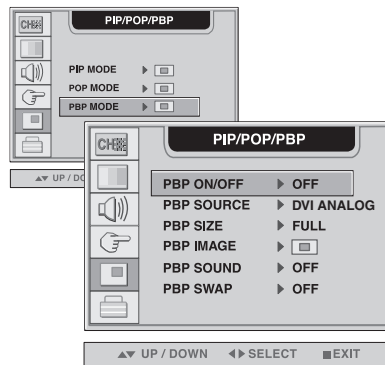 CH
PIP/POP/PBP
PIP MODE
POP MODE
PBP MODE
▲▼ UP / DO
CH
PIP/POP/PBP
PBP ON/OFF ▶ OFF
PBP SOURCE ▶ DVI ANALOG
PBP SIZE ▶ FULL
PBP IMAGE ▶
PBP SOUND ▶ OFF
PBP SWAP ▶ OFF
▲▼ UP / DOWN ◀▶ SELECT ■ EXIT